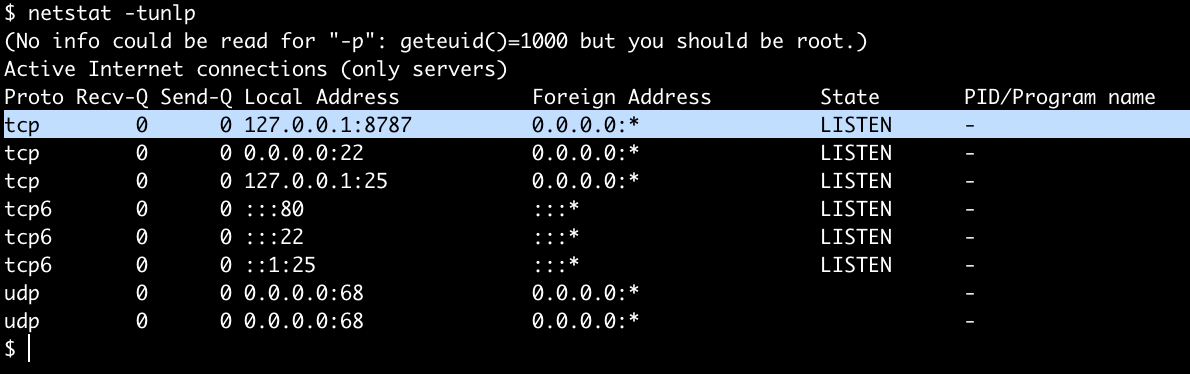 $ netstat -tunlp
(No info could be read for "-p": geteuid()=1000 but you should be root.)
Active Internet connections (only servers)
Proto Recv-Q Send-Q Local Address           Foreign Address         State       PID/Program name
tcp        0      0 127.0.0.1:8787          0.0.0.0:*               LISTEN      -
tcp        0      0 0.0.0.0:22              0.0.0.0:*               LISTEN      -
tcp        0      0 127.0.0.1:25            0.0.0.0:*               LISTEN      -
tcp6       0      0 :::80                   :::*                    LISTEN      -
tcp6       0      0 :::22                   :::*                    LISTEN      -
tcp6       0      0 ::1:25                  :::*                    LISTEN      -
udp        0      0 0.0.0.0:68              0.0.0.0:*                           -
udp        0      0 0.0.0.0:68              0.0.0.0:*                           -
$